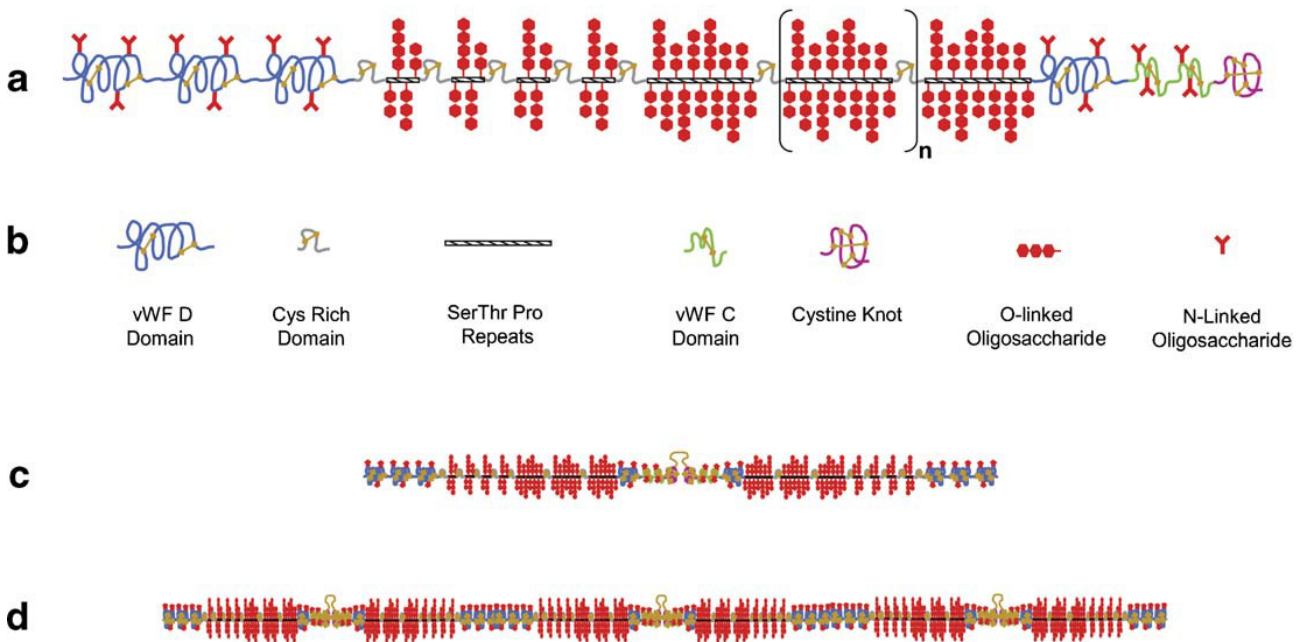 a
n
b
vWF D
Domain
Cys Rich
Domain
SerThr Pro
Repeats
vWF C
Domain
Cystine Knot
O-linked
Oligosaccharide
N-Linked
Oligosaccharide
c
d